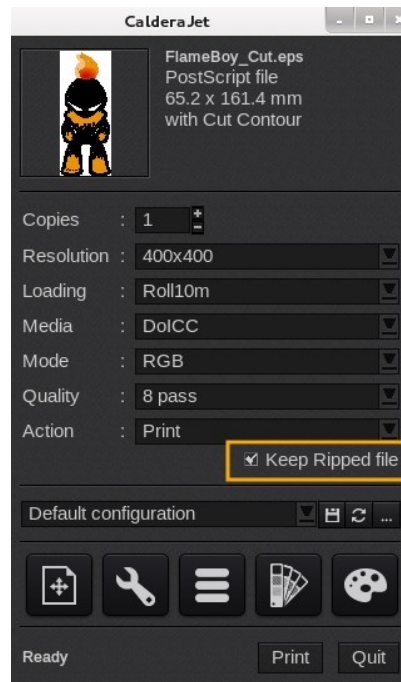 CalderaJet
FlameBoy_Cut.eps
PostScript file
65.2 x 161.4 mm
with Cut Contour
Copies : 1
Resolution : 400x400
Loading : Roll10m
Media : DoICC
Mode : RGB
Quality : 8 pass
Action : Print
Keep Ripped file
Default configuration ...
Ready Print Quit